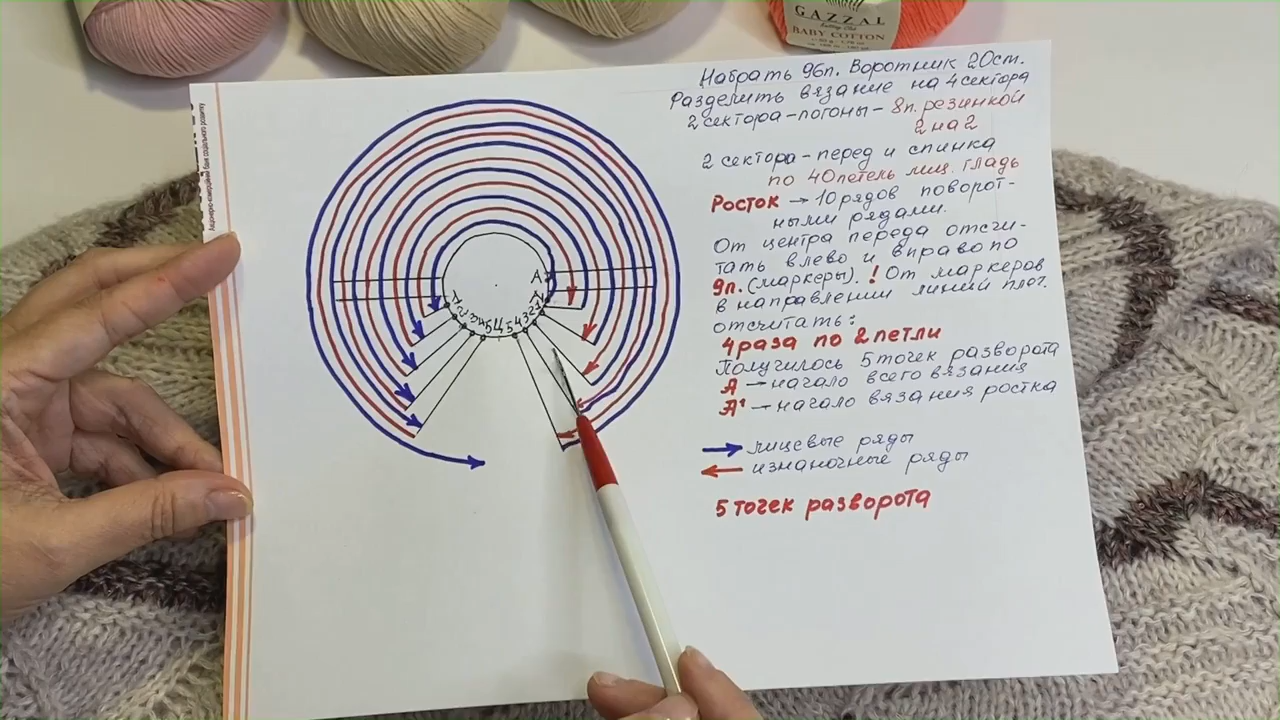 GAZZAL
BABY COTTON
Набрать 96п. Воротник 20см.
Разделить вязание на 4 сектора
2 сектора-погоны-8п.резинкой
2 на 2
2 сектора-перед и спинка
по 40 петель лиц. гладь
Росток → 10 рядов поворот-
ными рядами.
От центра переда отсчи-
тать влево и вправо по
9п.(маркеры). ! От маркеров
в направлении линий плеч.
отсчитать:
4 раза по 2 петли
Получилось 5 точек разворота
А → начало всего вязания
А¹ → начало вязания ростка
→ лицевые ряды
← изнаночные ряды
5 точек разворота
А